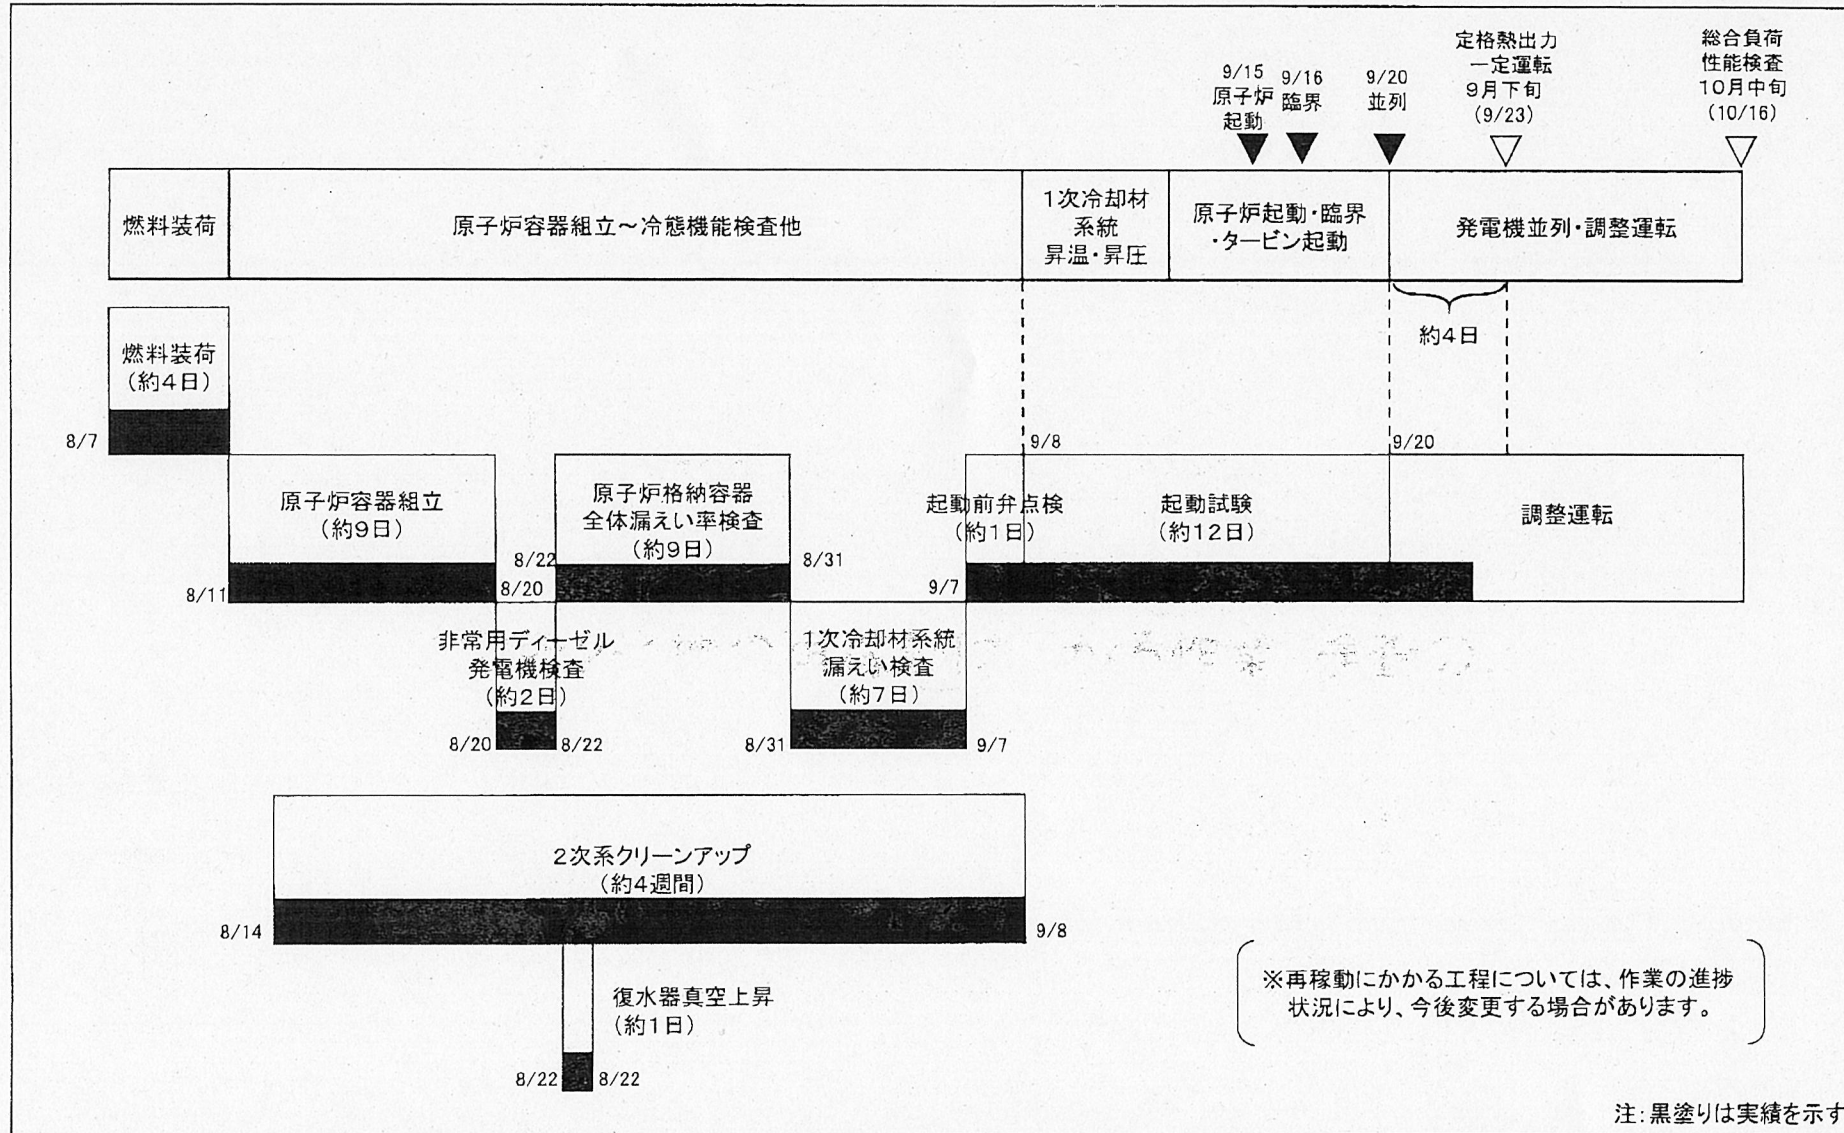 9/15
原子炉
起動
9/16
臨界
9/20
並列
定格熱出力
一定運転
9月下旬
(9/23)
総合負荷
性能検査
10月中旬
(10/16)
燃料装荷
原子炉容器組立～冷態機能検査他
1次冷却材
系統
昇温・昇圧
原子炉起動・臨界
・タービン起動
発電機並列・調整運転
約4日
燃料装荷
(約4日)
8/7
9/8
9/20
原子炉容器組立
(約9日)
8/11
8/20
原子炉格納容器
全体漏えい率検査
(約9日)
8/22
8/31
起動前弁点検
(約1日)
9/7
起動試験
(約12日)
調整運転
非常用ディーゼル
発電機検査
(約2日)
8/20
8/22
1次冷却材系統
漏えい検査
(約7日)
8/31
9/7
2次系クリーンアップ
(約4週間)
8/14
9/8
復水器真空上昇
(約1日)
8/22
8/22
※再稼動にかかる工程については、作業の進捗
状況により、今後変更する場合があります。
注:黒塗りは実績を示す